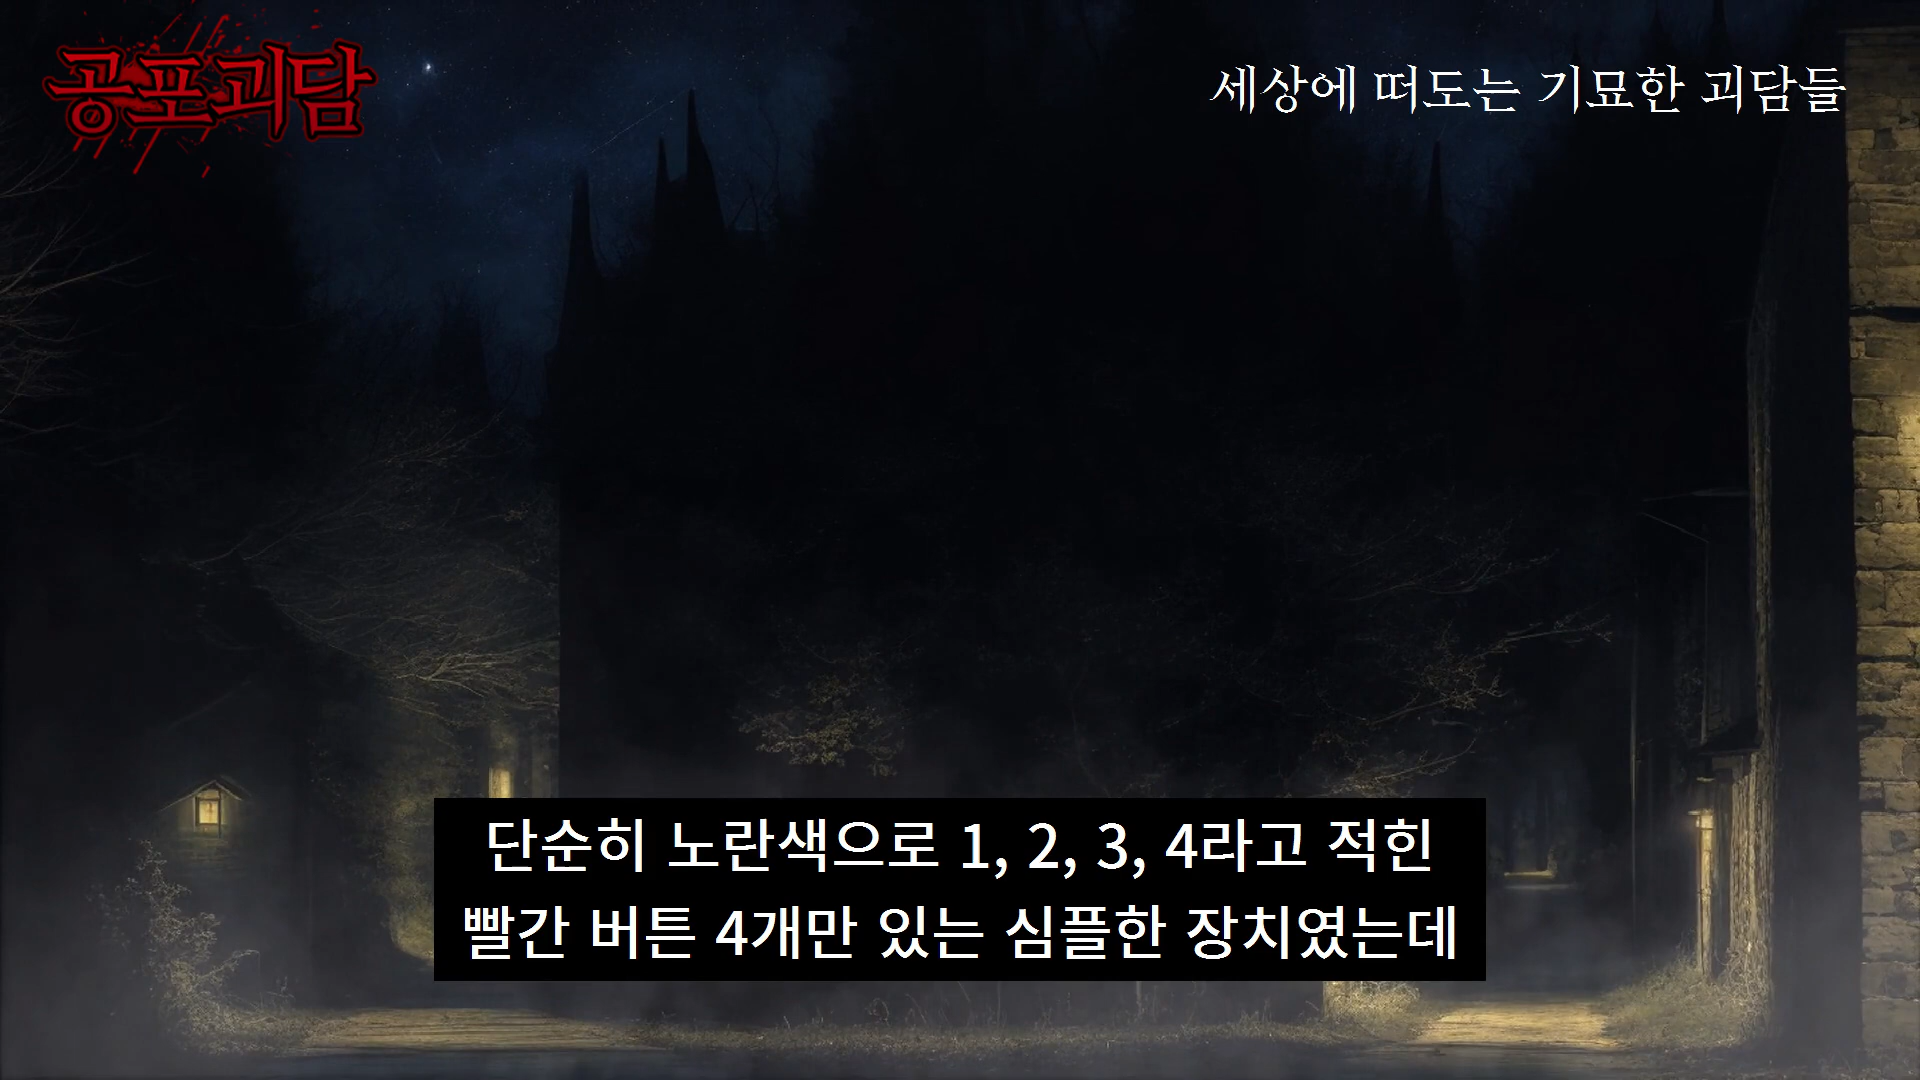 공포괴담
세상에 떠도는 기묘한 괴담들
단순히 노란색으로 1, 2, 3, 4라고 적힌
빨간 버튼 4개만 있는 심플한 장치였는데